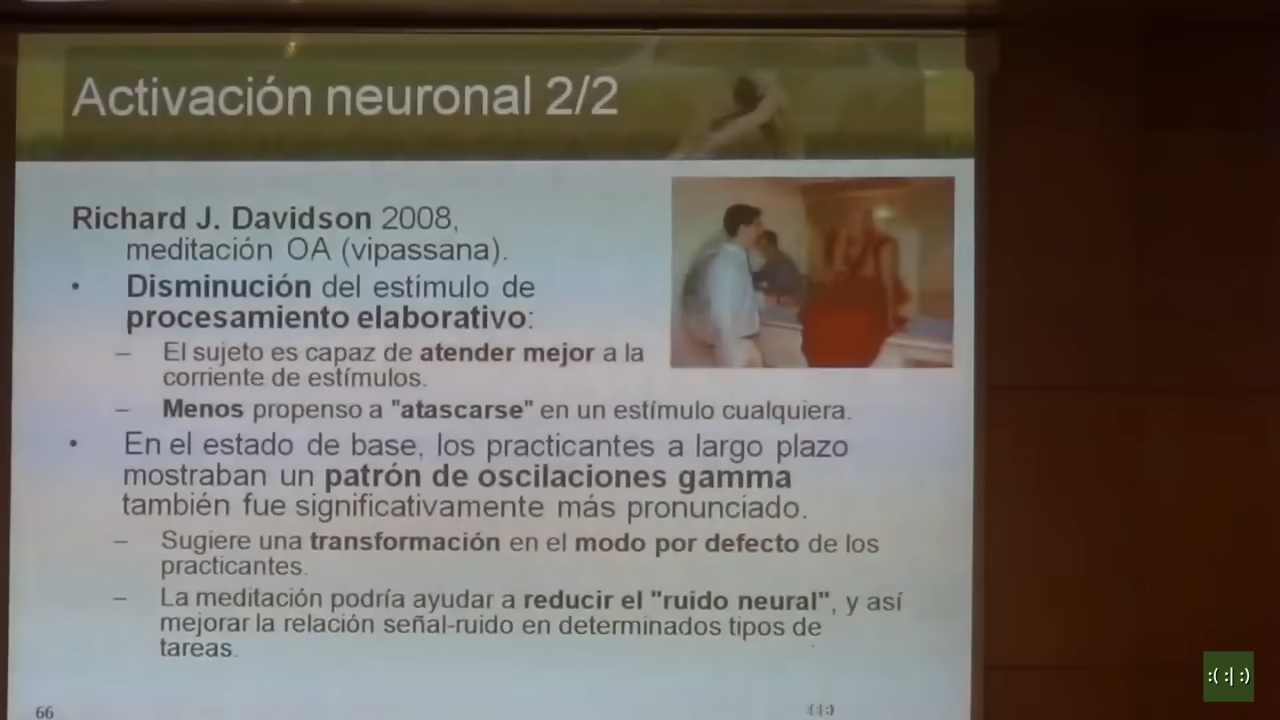 Activación neuronal 2/2
Richard J. Davidson 2008,
meditación OA (vipassana).
• Disminución del estímulo de
procesamiento elaborativo:
– El sujeto es capaz de atender mejor a la
corriente de estímulos.
– Menos propenso a "atascarse" en un estímulo cualquiera.
• En el estado de base, los practicantes a largo plazo
mostraban un patrón de oscilaciones gamma
también fue significativamente más pronunciado.
– Sugiere una transformación en el modo por defecto de los
practicantes.
– La meditación podría ayudar a reducir el "ruido neural", y así
mejorar la relación señal-ruido en determinados tipos de
tareas.
66
:( :| :)
:( :| :)